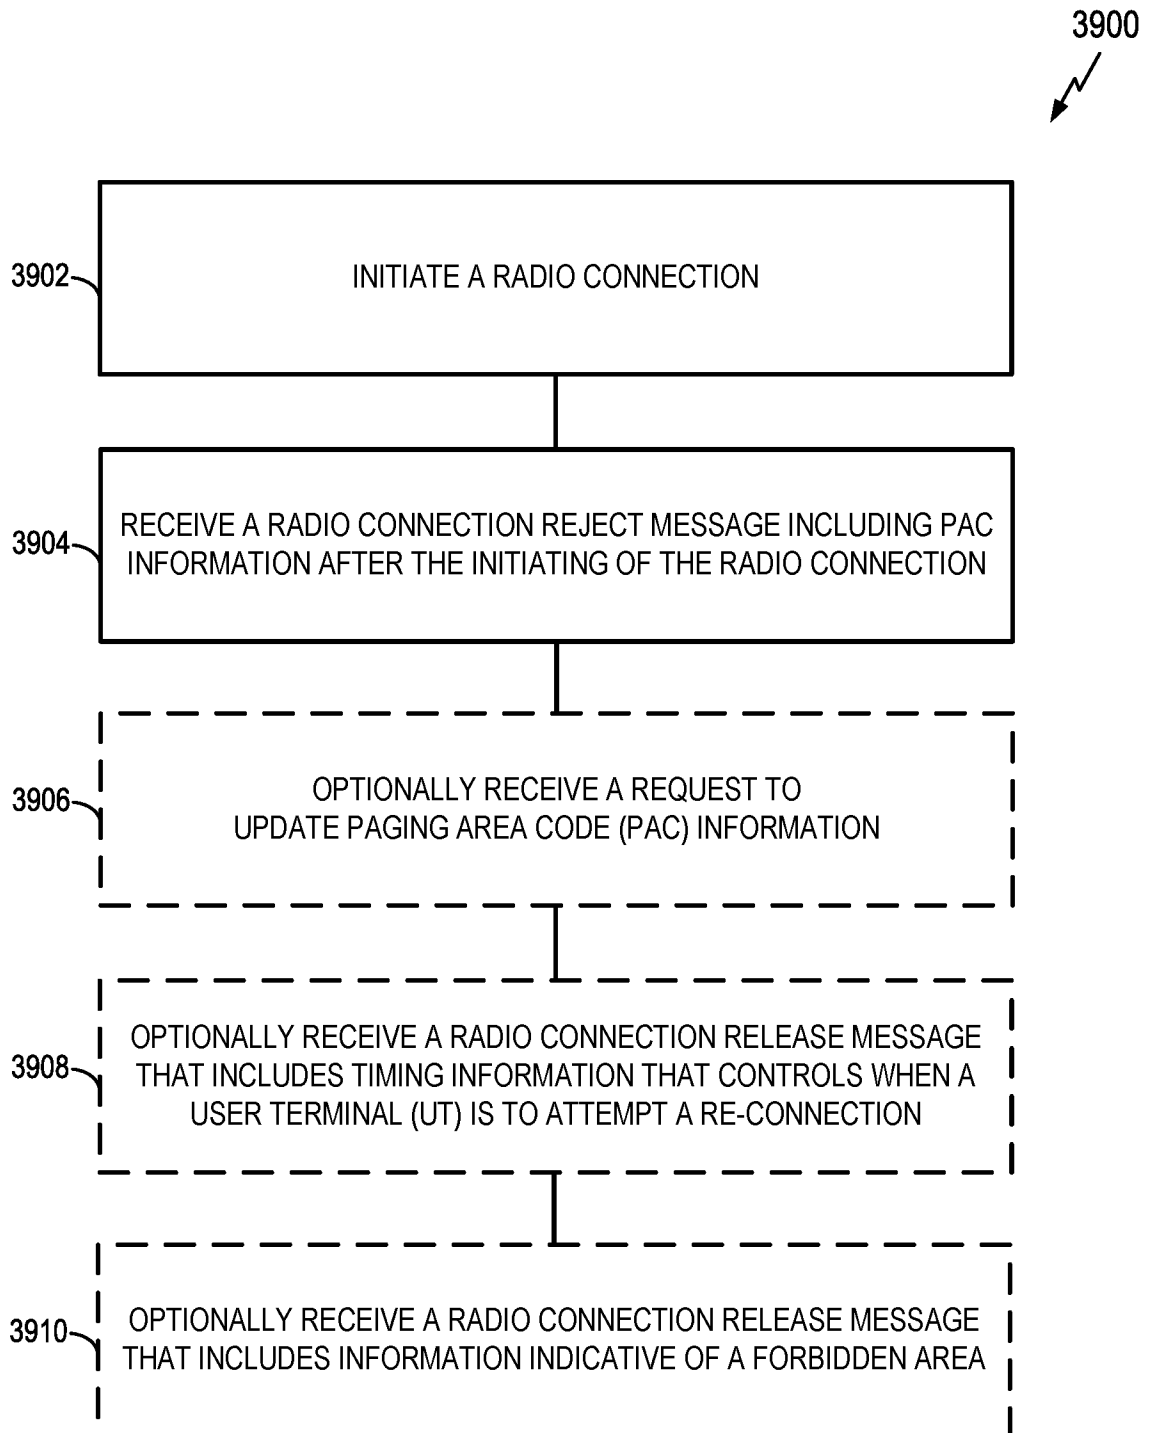 3900
3902
INITIATE A RADIO CONNECTION
3904
RECEIVE A RADIO CONNECTION REJECT MESSAGE INCLUDING PAC
INFORMATION AFTER THE INITIATING OF THE RADIO CONNECTION
3906
OPTIONALLY RECEIVE A REQUEST TO
UPDATE PAGING AREA CODE (PAC) INFORMATION
3908
OPTIONALLY RECEIVE A RADIO CONNECTION RELEASE MESSAGE
THAT INCLUDES TIMING INFORMATION THAT CONTROLS WHEN A
USER TERMINAL (UT) IS TO ATTEMPT A RE-CONNECTION
3910
OPTIONALLY RECEIVE A RADIO CONNECTION RELEASE MESSAGE
THAT INCLUDES INFORMATION INDICATIVE OF A FORBIDDEN AREA